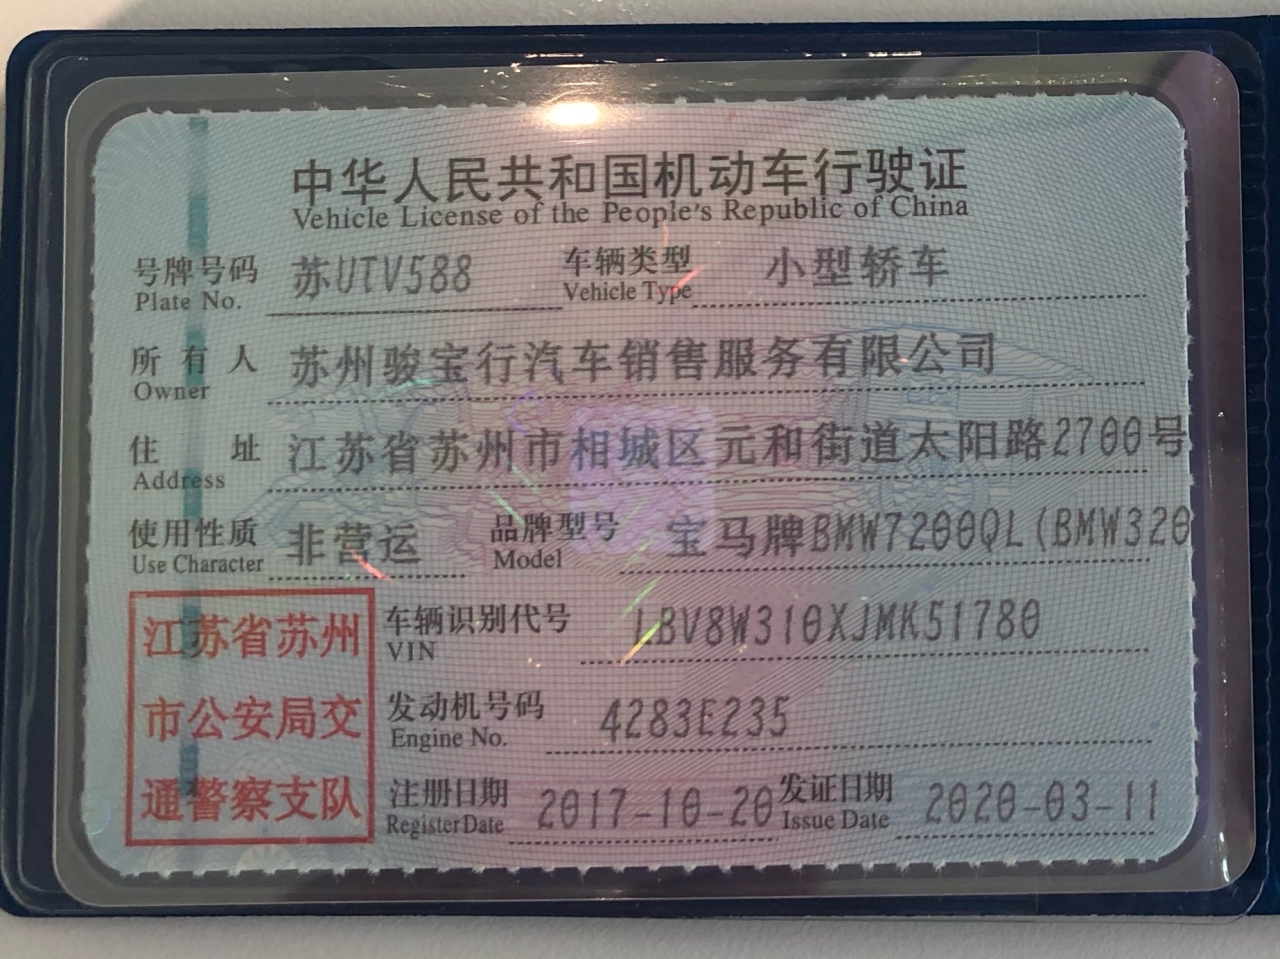 中华人民共和国机动车行驶证
Vehicle License of the People's Republic of China
号牌号码 苏UTV588 车辆类型 小型轿车
Plate No. Vehicle Type
所有人 苏州骏宝行汽车销售服务有限公司
Owner
住址 江苏省苏州市相城区元和街道太阳路2700号
Address
使用性质 非营运 品牌型号 宝马牌BMW7200QL(BMW320
Use Character Model
江苏省苏州
市公安局交
通警察支队
车辆识别代号 LBV8W310XJMK51780
VIN
发动机号码 4283E235
Engine No.
注册日期 2017-10-20 发证日期 2020-03-11
Register Date Issue Date